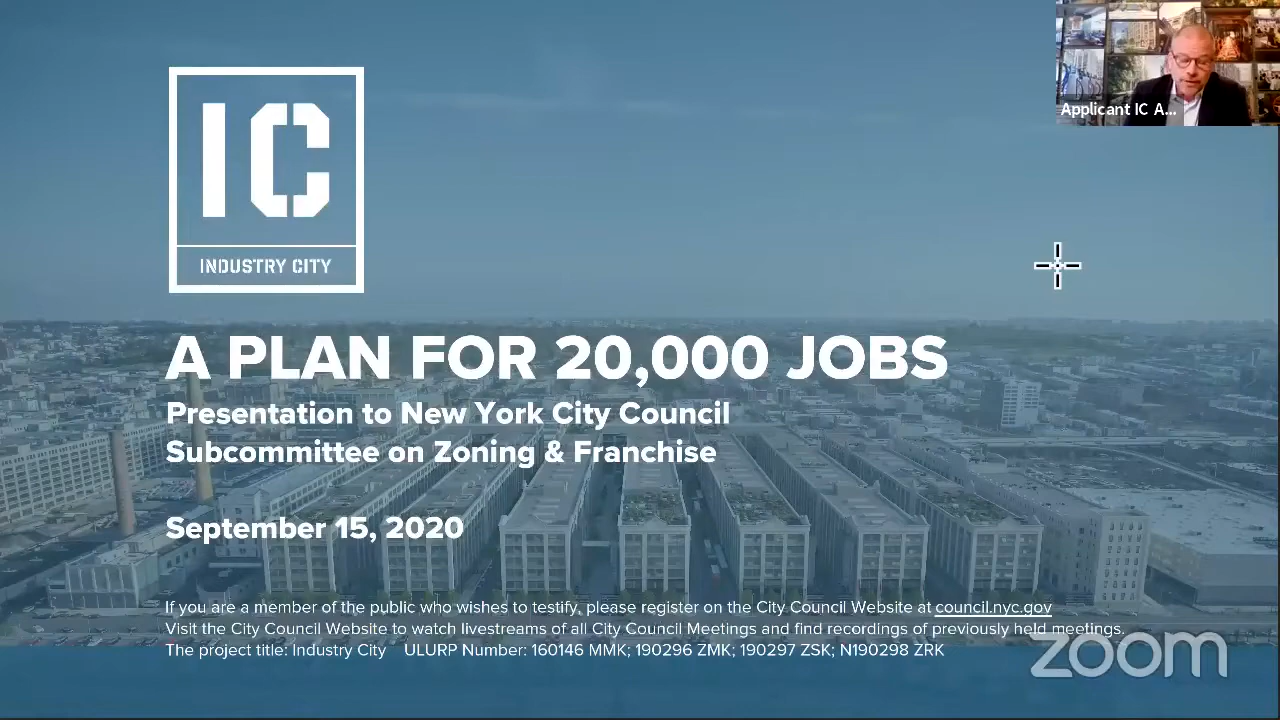 IC
INDUSTRY CITY
Applicant IC A...
A PLAN FOR 20,000 JOBS
Presentation to New York City Council
Subcommittee on Zoning & Franchise
September 15, 2020
If you are a member of the public who wishes to testify, please register on the City Council Website at council.nyc.gov
Visit the City Council Website to watch livestreams of all City Council Meetings and find recordings of previously held meetings.
The project title: Industry City ULURP Number: 160146 MMK; 190296 ZMK; 190297 ZSK; N190298 ZRK
zoom